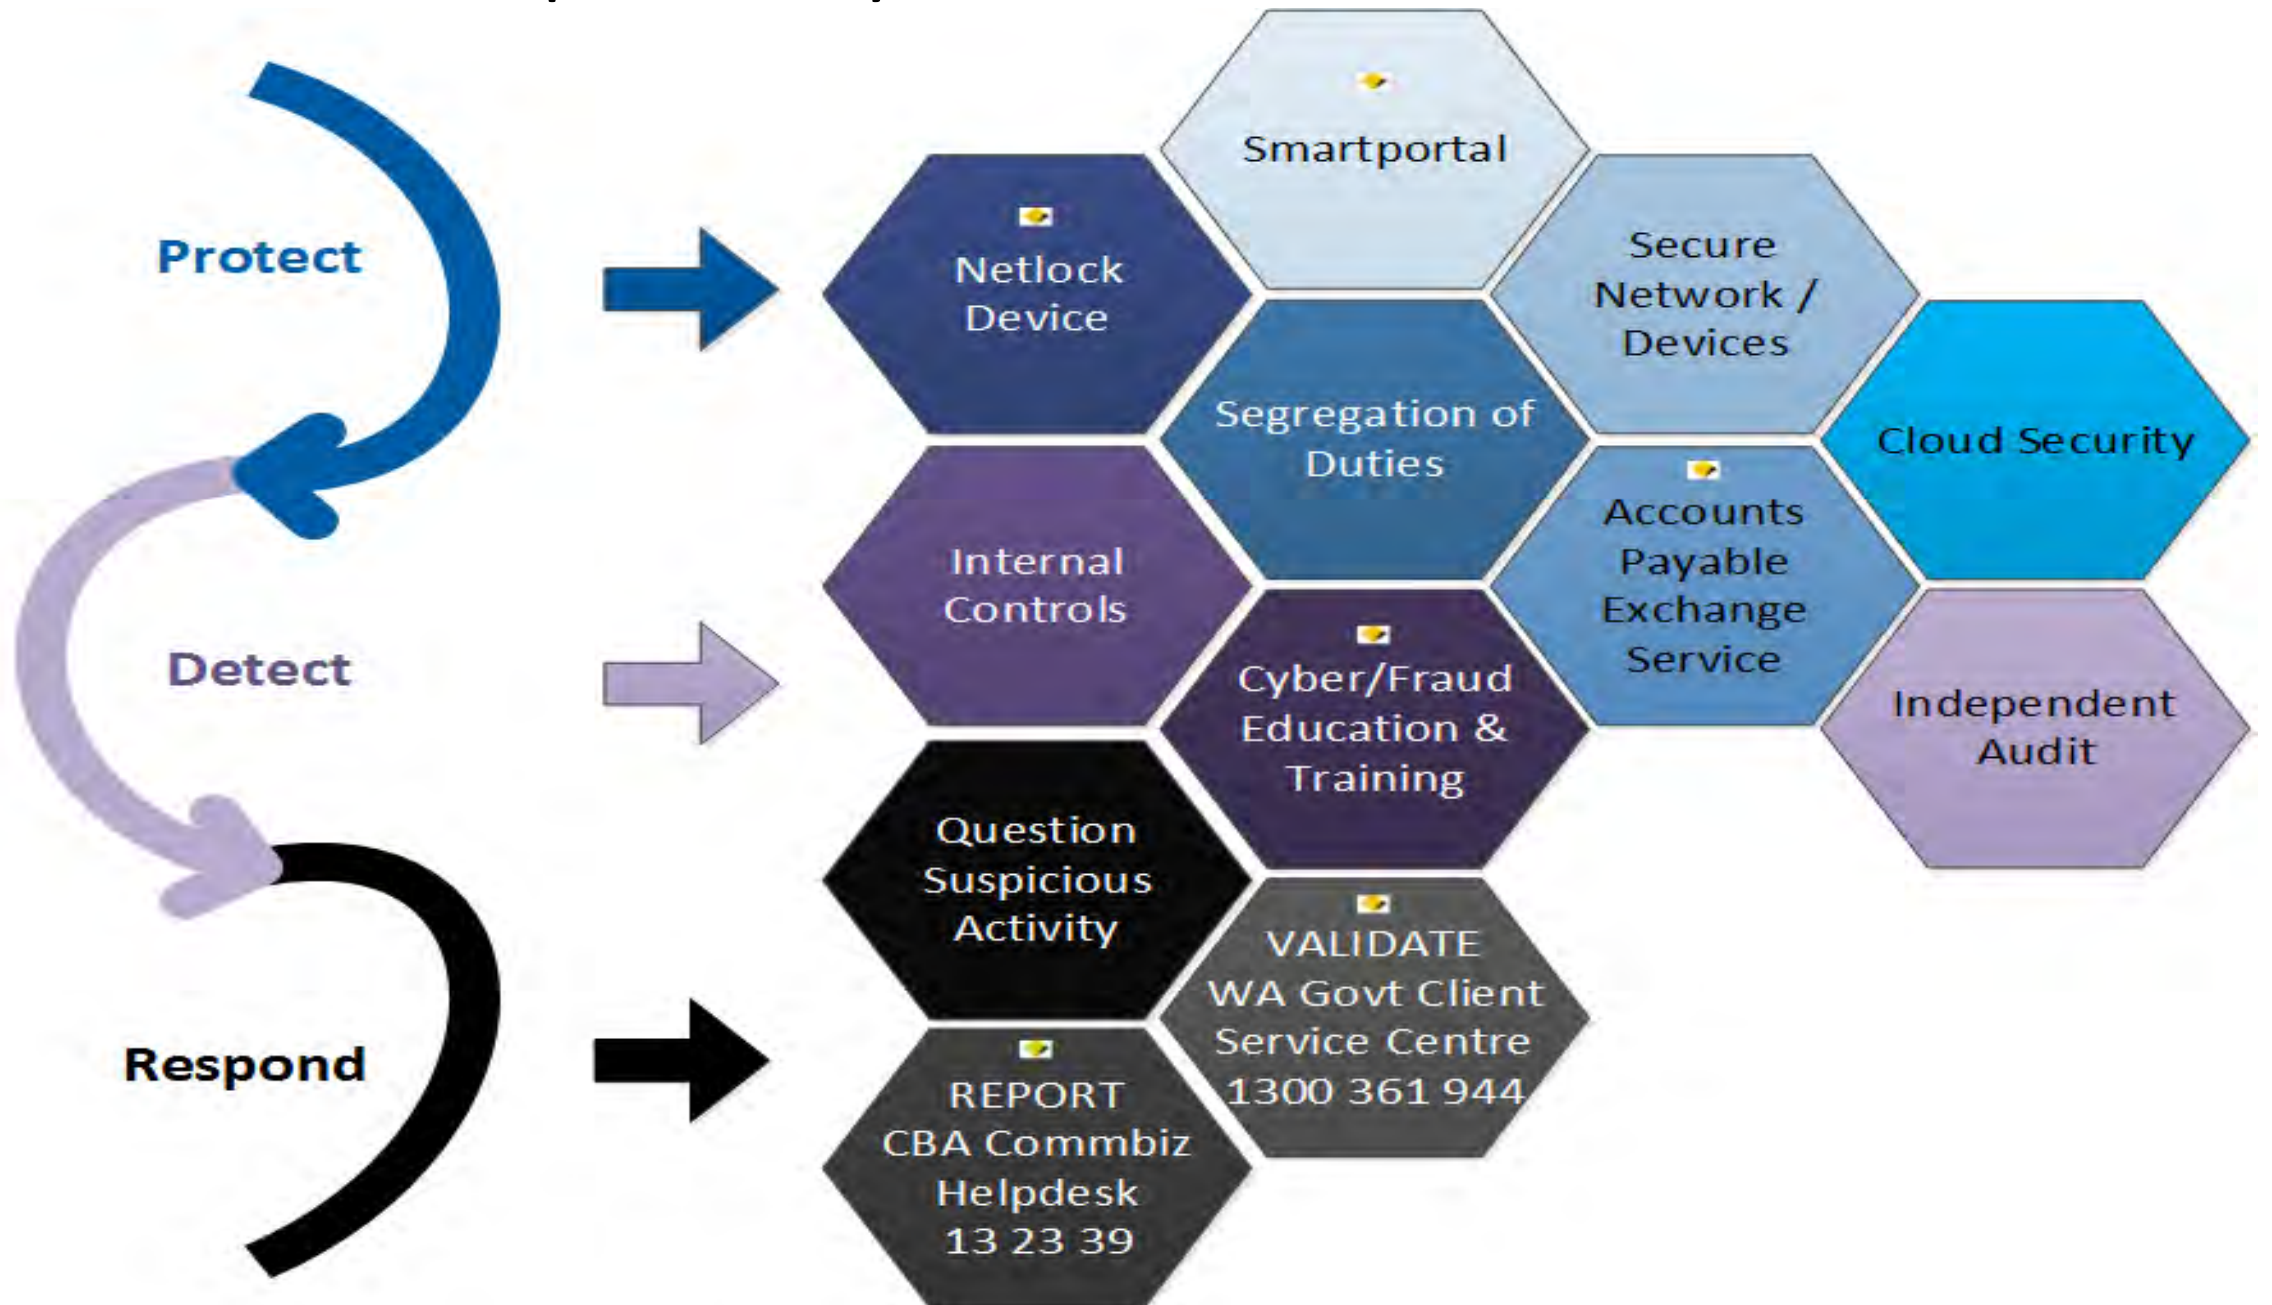 Protect
Smartportal
Netlock
Device
Secure
Network /
Devices
Segregation of
Duties
Cloud Security
Accounts
Payable
Exchange
Service
Detect
Internal
Controls
Cyber/Fraud
Education &
Training
Independent
Audit
Respond
Question
Suspicious
Activity
VALIDATE
WA Govt Client
Service Centre
1300 361 944
REPORT
CBA Commbiz
Helpdesk
13 23 39